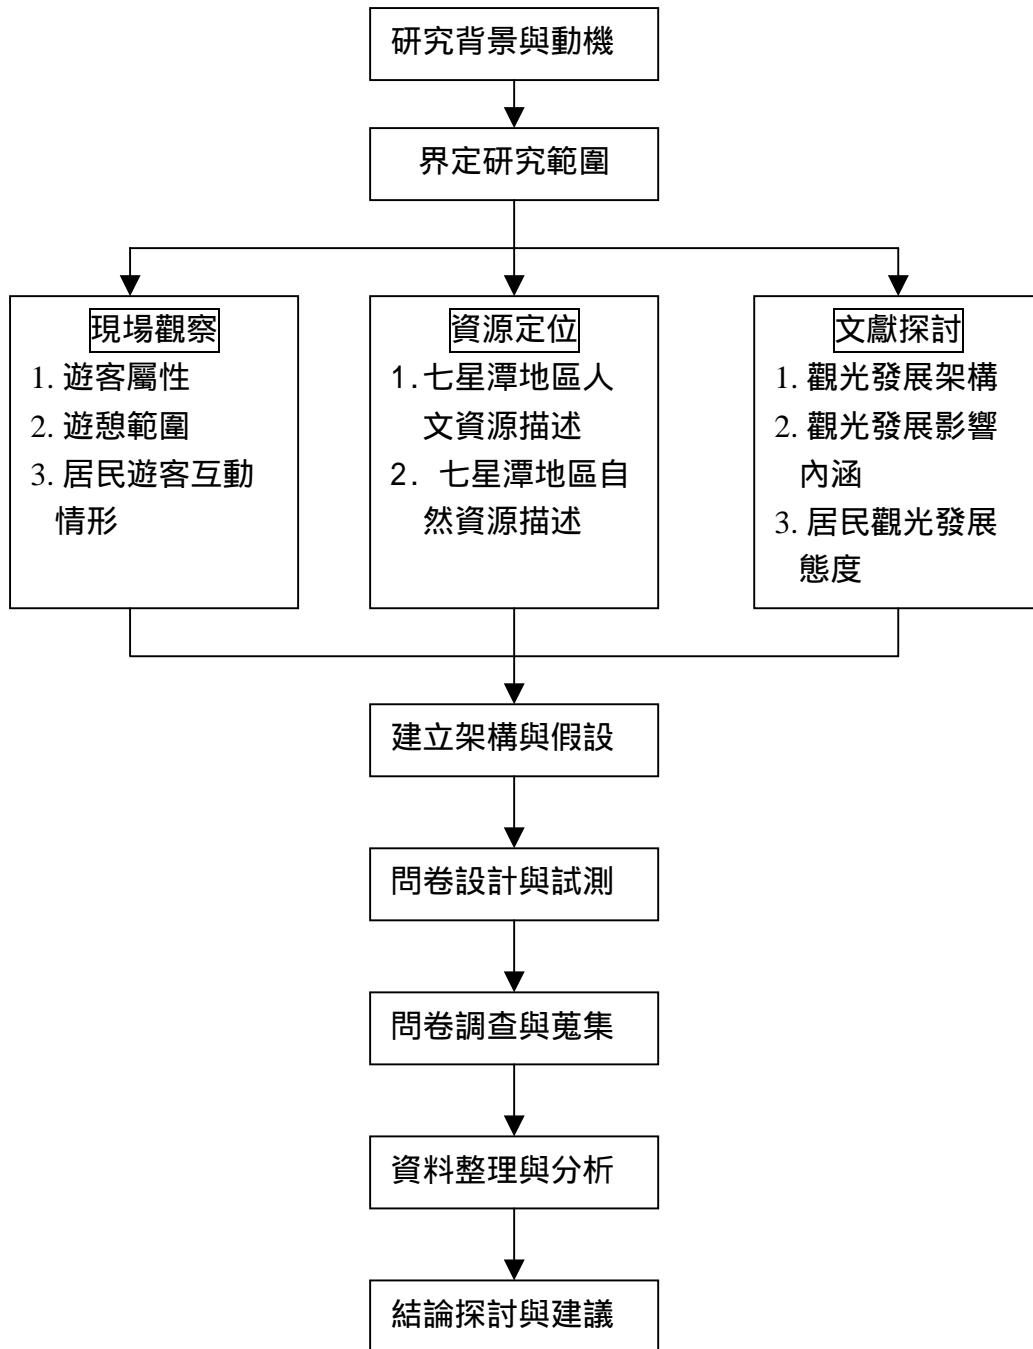 研究背景與動機
界定研究範圍
現場觀察
1. 遊客屬性
2. 遊憩範圍
3. 居民遊客互動
情形
資源定位
1.七星潭地區人
文資源描述
2. 七星潭地區自
然資源描述
文獻探討
1. 觀光發展架構
2. 觀光發展影響
內涵
3. 居民觀光發展
態度
建立架構與假設
問卷設計與試測
問卷調查與蒐集
資料整理與分析
結論探討與建議